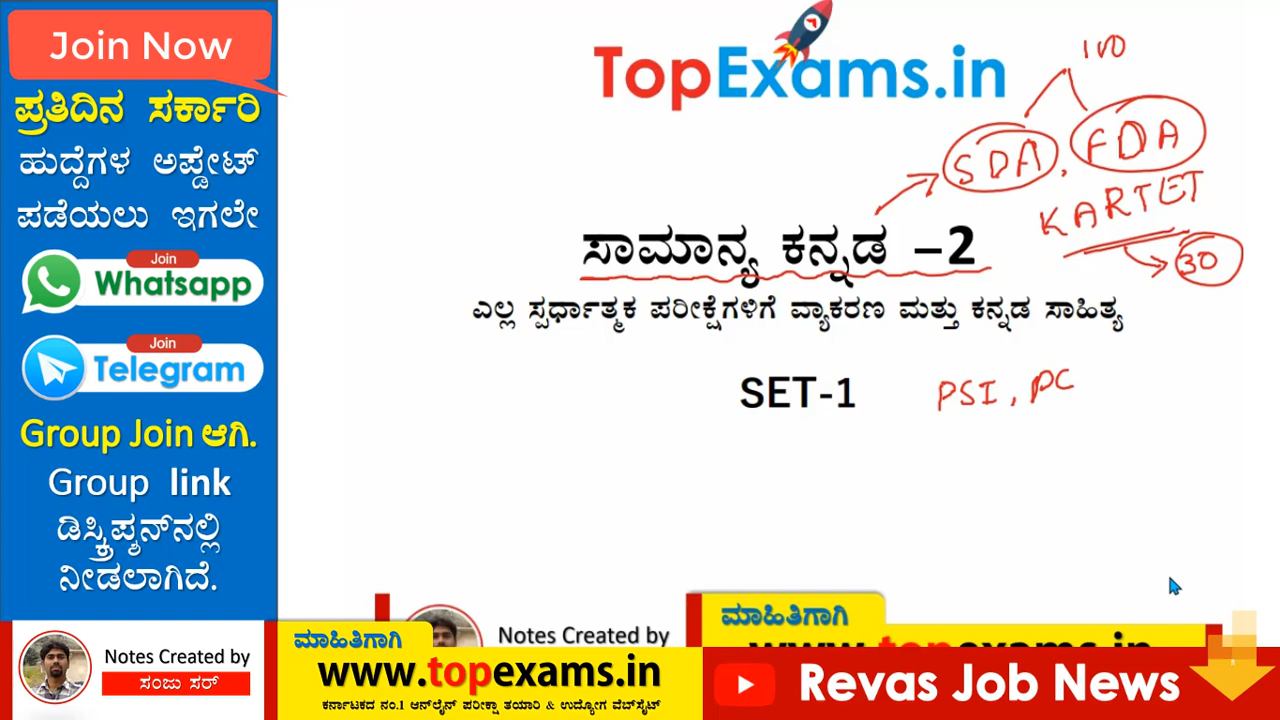 Join Now
ಪ್ರತಿದಿನ ಸರ್ಕಾರಿ
ಹುದ್ದೆಗಳ ಅಪ್ಡೇಟ್
ಪಡೆಯಲು ಇಗಲೇ
Join
Whatsapp
Join
Telegram
Group Join ಆಗಿ.
Group link
ಡಿಸ್ಕ್ರಿಪ್ಶನ್‌ನಲ್ಲಿ
ನೀಡಲಾಗಿದೆ.
TopExams.in
100
SDA, FDA
KARTET
30
ಸಾಮಾನ್ಯ ಕನ್ನಡ –2
ಎಲ್ಲ ಸ್ಪರ್ಧಾತ್ಮಕ ಪರೀಕ್ಷೆಗಳಿಗೆ ವ್ಯಾಕರಣ ಮತ್ತು ಕನ್ನಡ ಸಾಹಿತ್ಯ
SET-1
PSI, PC
Notes Created by
ಮಾಹಿತಿಗಾಗಿ
www.topexams.in
Notes Created by
ಸಂಜು ಸರ್
ಮಾಹಿತಿಗಾಗಿ
www.topexams.in
ಕರ್ನಾಟಕದ ನಂ.1 ಆನ್‌ಲೈನ್ ಪರೀಕ್ಷಾ ತಯಾರಿ & ಉದ್ಯೋಗ ವೆಬ್‌ಸೈಟ್
Revas Job News